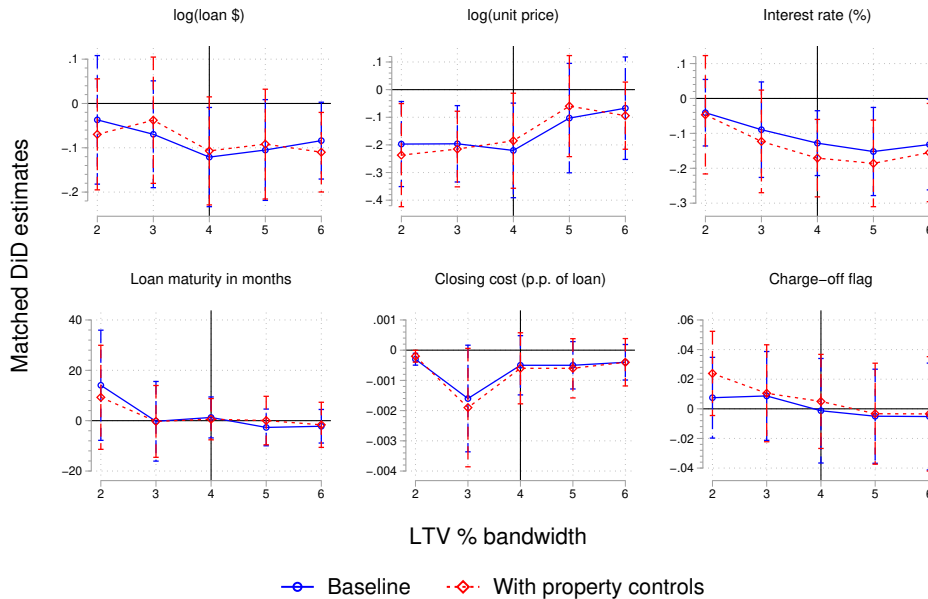 log(loan $) log(unit price) Interest rate (%)
.1 .1 .1
0 0 0
−.1 −.1 −.1
−.2 −.2 −.2
−.3 −.3
−.4
2 3 4 5 6 2 3 4 5 6 2 3 4 5 6
Matched DiD estimates
Loan maturity in months Closing cost (p.p. of loan) Charge−off flag
40 .001 .06
20 0 .04
0 −.001 .02
−20 −.002 0
−.003 −.02
−.004 −.04
2 3 4 5 6 2 3 4 5 6 2 3 4 5 6
LTV % bandwidth
Baseline With property controls